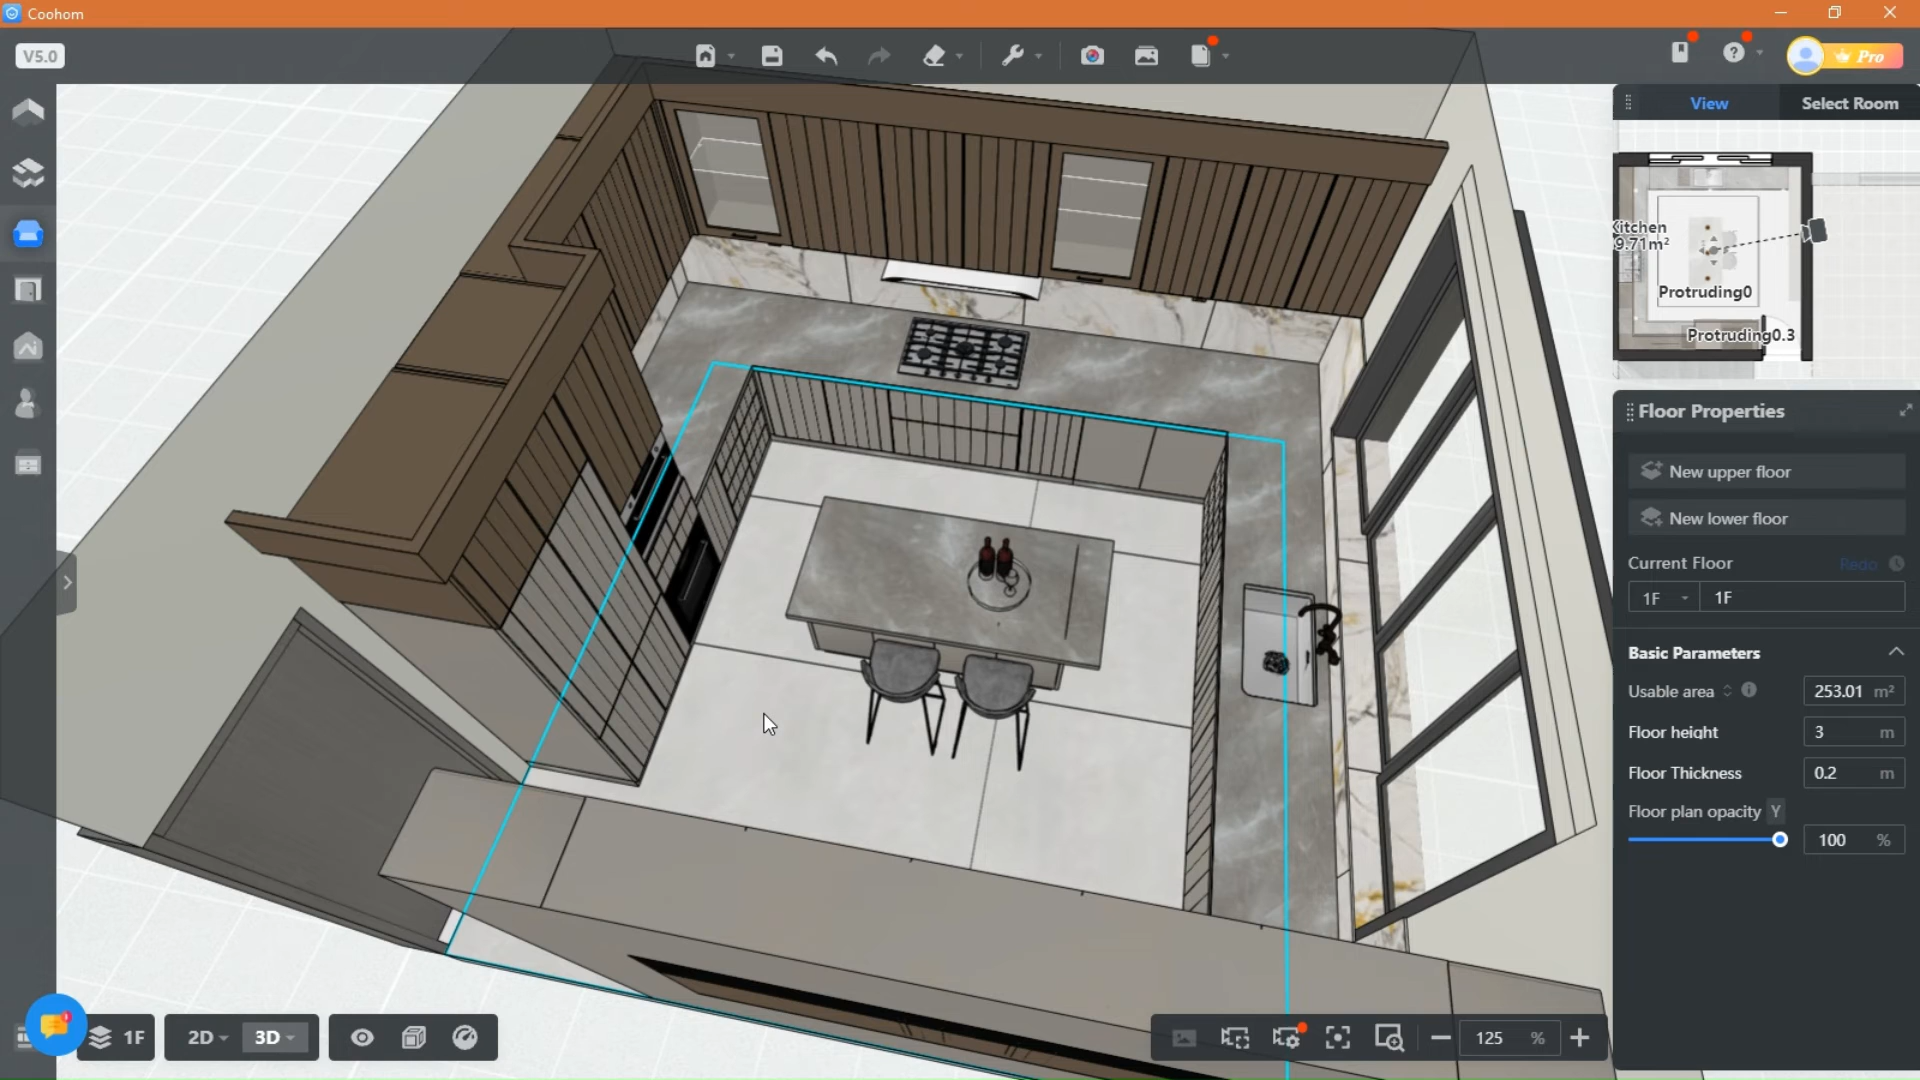 Coohom
V5.0
Pro
View
Select Room
Kitchen
9.71m²
Protruding0
Protruding0.3
Floor Properties
New upper floor
New lower floor
Current Floor
Redo
1F
1F
Basic Parameters
Usable area
253.01 m²
Floor height
3 m
Floor Thickness
0.2 m
Floor plan opacity Y
100 %
1F
2D
3D
125 %